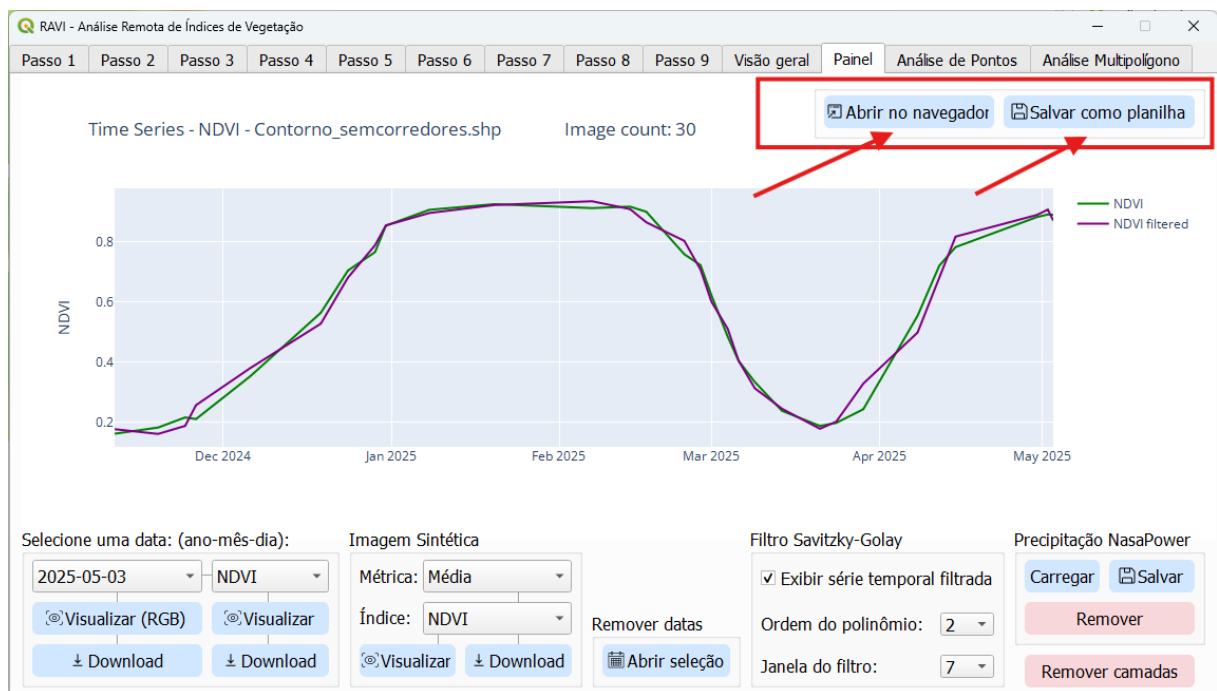 RAVI - Análise Remota de Índices de Vegetação
Passo 1 Passo 2 Passo 3 Passo 4 Passo 5 Passo 6 Passo 7 Passo 8 Passo 9 Visão geral Painel Análise de Pontos Análise Multipolígono
Abrir no navegador Salvar como planilha
Time Series - NDVI - Contorno_semcorredores.shp Image count: 30
NDVI
NDVI filtered
0.8
0.6
0.4
0.2
NDVI
Dec 2024 Jan 2025 Feb 2025 Mar 2025 Apr 2025 May 2025
Selecione uma data: (ano-mês-dia):
2025-05-03 NDVI
Visualizar (RGB) Visualizar
Download Download
Imagem Sintética
Métrica: Média
Índice: NDVI
Visualizar Download
Remover datas
Abrir seleção
Filtro Savitzky-Golay
Exibir série temporal filtrada
Ordem do polinômio: 2
Janela do filtro: 7
Precipitação NasaPower
Carregar Salvar
Remover
Remover camadas